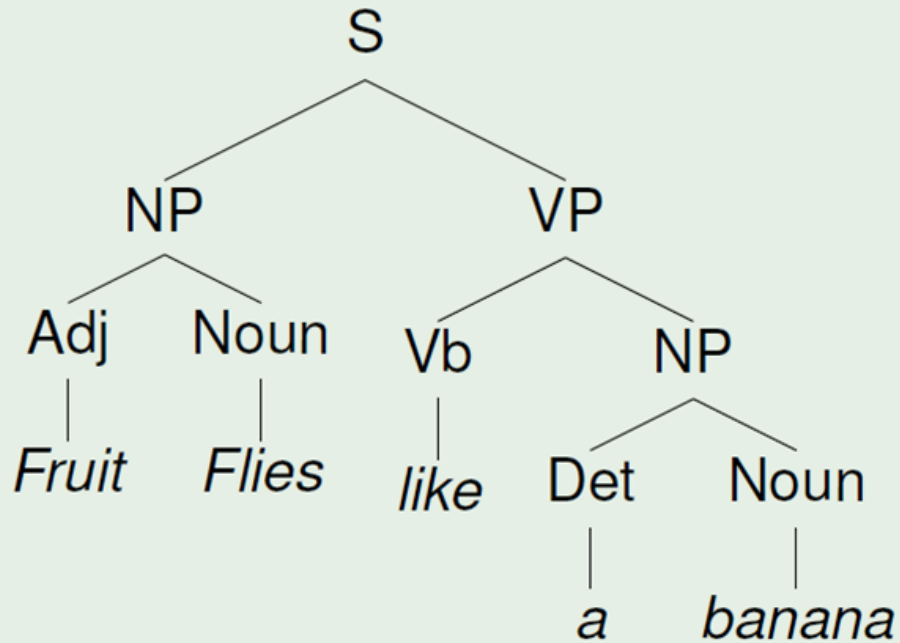 S
NP VP
Adj Noun Vb NP
Fruit Flies like Det Noun
a banana